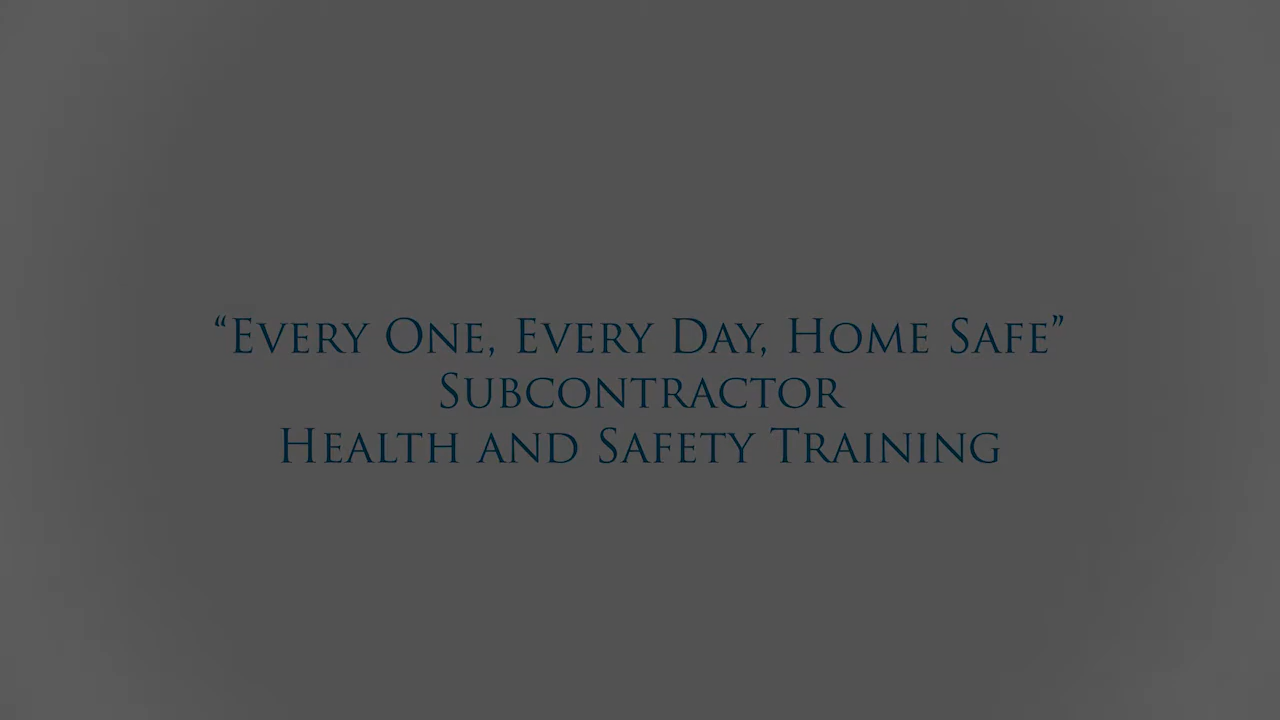 “Every One, Every Day, Home Safe”
Subcontractor
Health and Safety Training